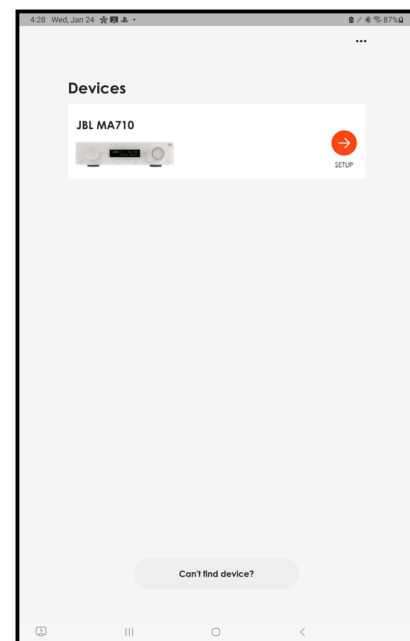 4:28 Wed, Jan 24
87%
Devices
JBL MA710
SETUP
Can't find device?